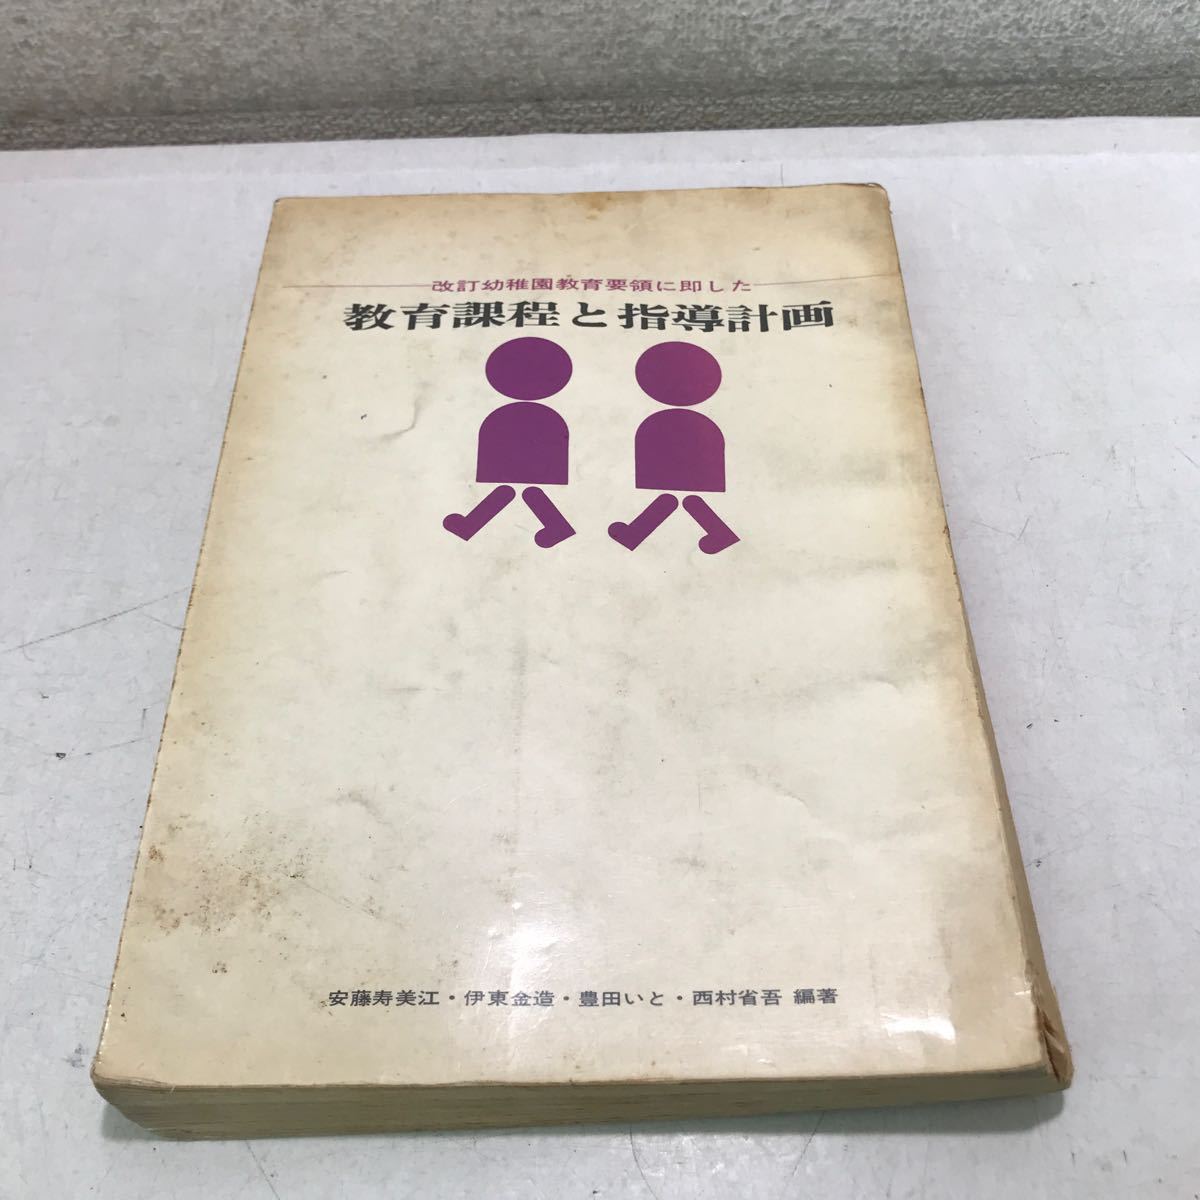 改訂幼稚園教育要領に即した
教育課程と指導計画
安藤寿美江・伊東金造・豊田いと・西村省吾 編著